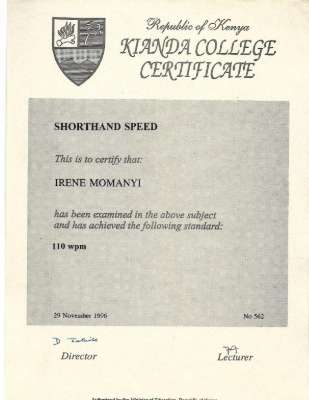 Republic of Kenya
KIANDA COLLEGE
CERTIFICATE
SHORTHAND SPEED
This is to certify that:
IRENE MOMANYI
has been examined in the above subject
and has achieved the following standard:
110 wpm
29 November 1996 No 562
Director Lecturer